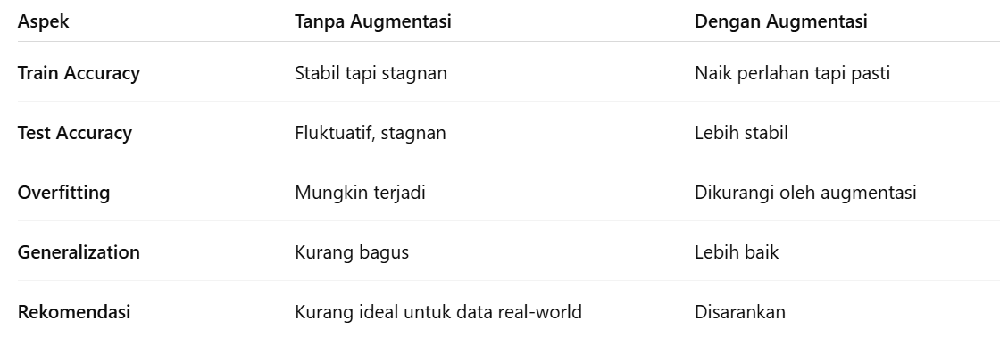 Aspek Tanpa Augmentasi Dengan Augmentasi
Train Accuracy Stabil tapi stagnan Naik perlahan tapi pasti
Test Accuracy Fluktuatif, stagnan Lebih stabil
Overfitting Mungkin terjadi Dikurangi oleh augmentasi
Generalization Kurang bagus Lebih baik
Rekomendasi Kurang ideal untuk data real-world Disarankan